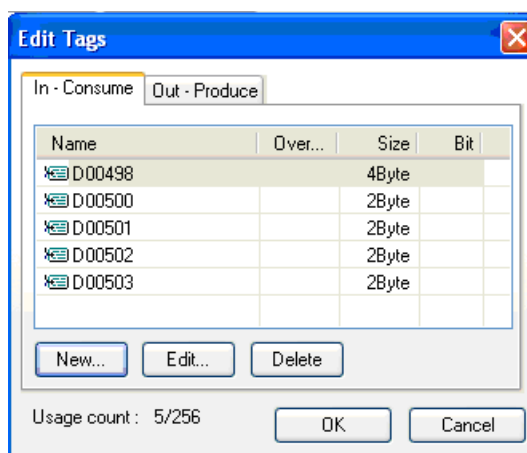 Edit Tags
In - Consume Out - Produce
Name Over... Size Bit
D00498 4Byte
D00500 2Byte
D00501 2Byte
D00502 2Byte
D00503 2Byte
New... Edit... Delete
Usage count : 5/256 OK Cancel